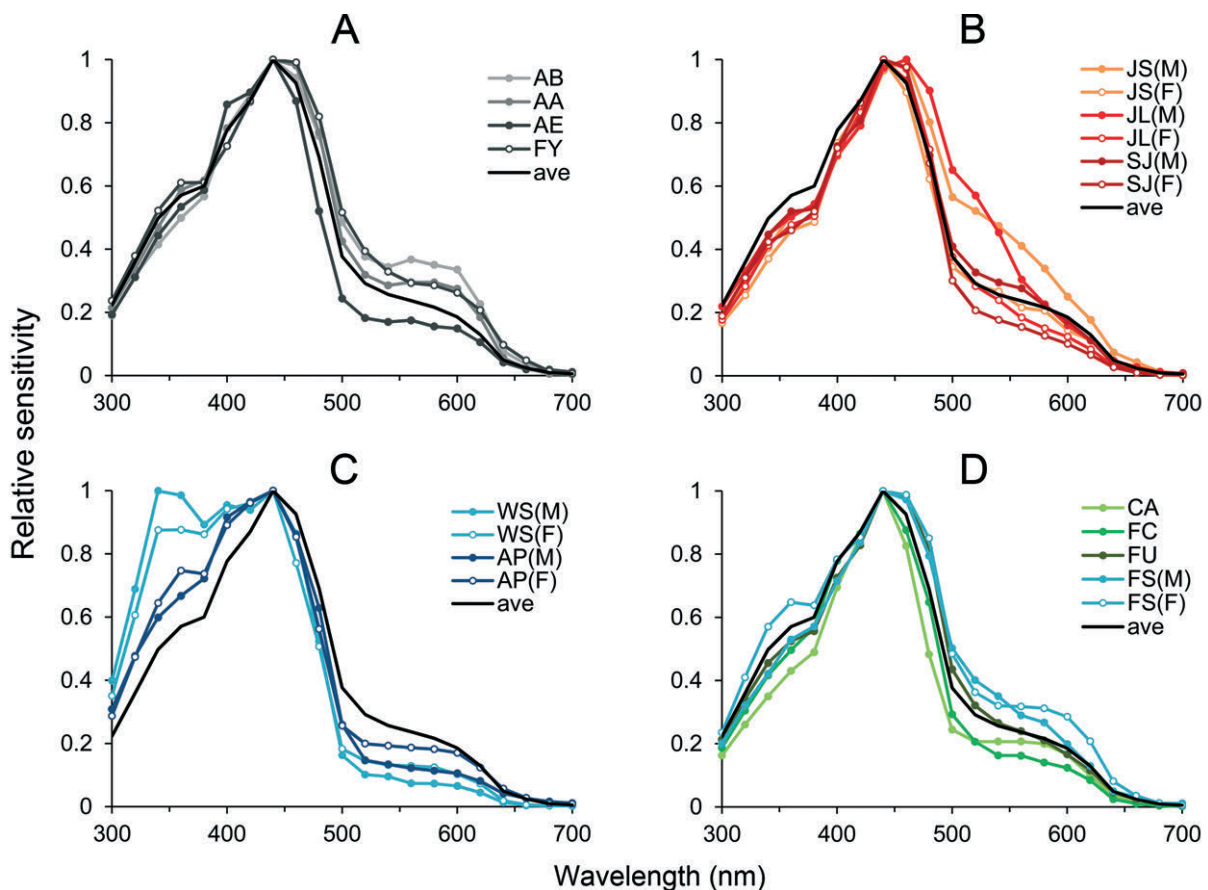 A
1
0.8
0.6
0.4
0.2
0
300
400
500
600
700
AB
AA
AE
FY
ave
B
1
0.8
0.6
0.4
0.2
0
300
400
500
600
700
JS(M)
JS(F)
JL(M)
JL(F)
SJ(M)
SJ(F)
ave
Relative sensitivity
C
1
0.8
0.6
0.4
0.2
0
300
400
500
600
700
WS(M)
WS(F)
AP(M)
AP(F)
ave
D
1
0.8
0.6
0.4
0.2
0
300
400
500
600
700
CA
FC
FU
FS(M)
FS(F)
ave
Wavelength (nm)